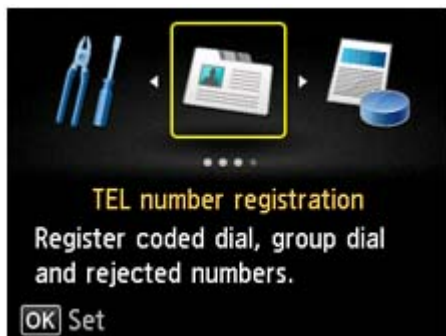 TEL number registration
Register coded dial, group dial
and rejected numbers.
OK Set